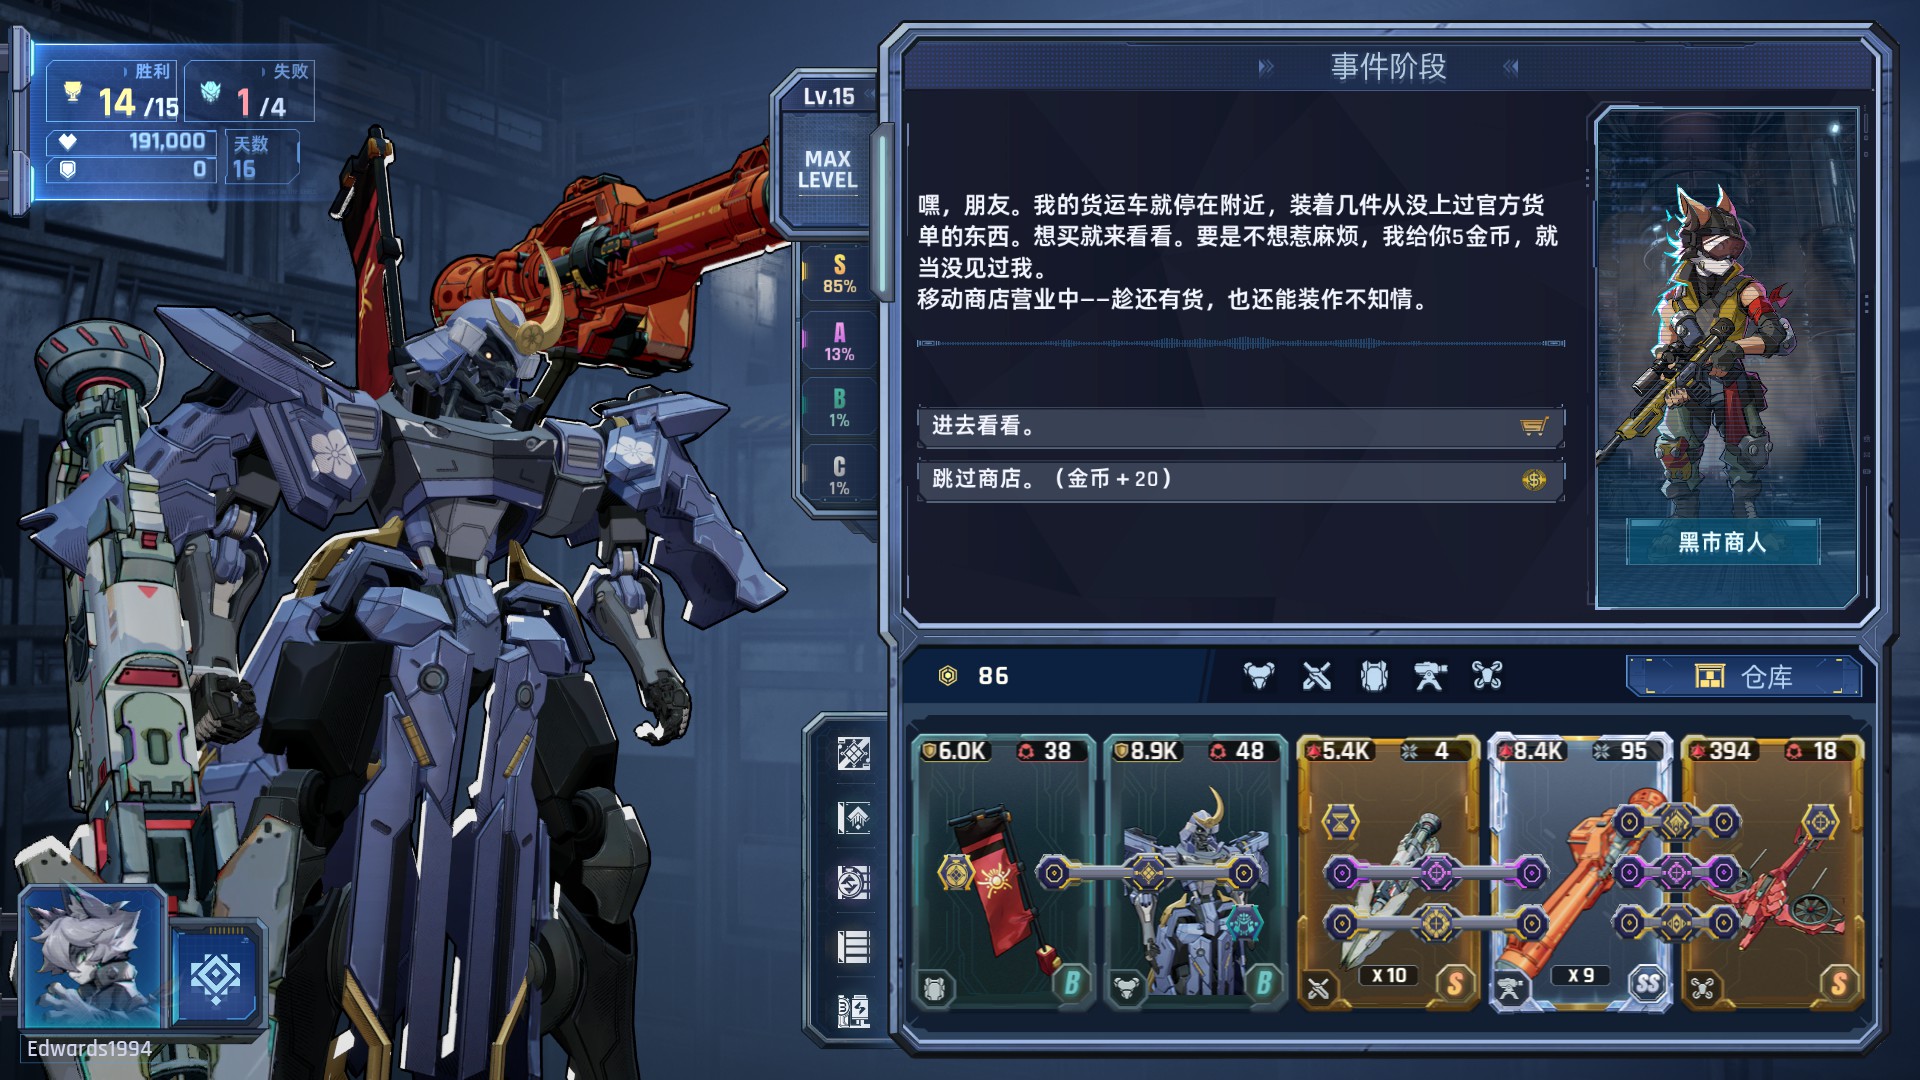 胜利
14 /15
失败
1 /4
191,000
0
天数
16
Lv.15
MAX
LEVEL
S
85%
A
13%
B
1%
C
1%
事件阶段
嘿，朋友。我的货运车就停在附近，装着几件从没上过官方货
单的东西。想买就来看看。要是不想惹麻烦，我给你5金币，就
当没见过我。
移动商店营业中——趁还有货，也还能装作不知情。
进去看看。
跳过商店。（金币+20）
黑市商人
86
仓库
6.0K 38
B
8.9K 48
B
5.4K 4
x10
S
8.4K 95
x9
SS
394 18
S
Edwards1994